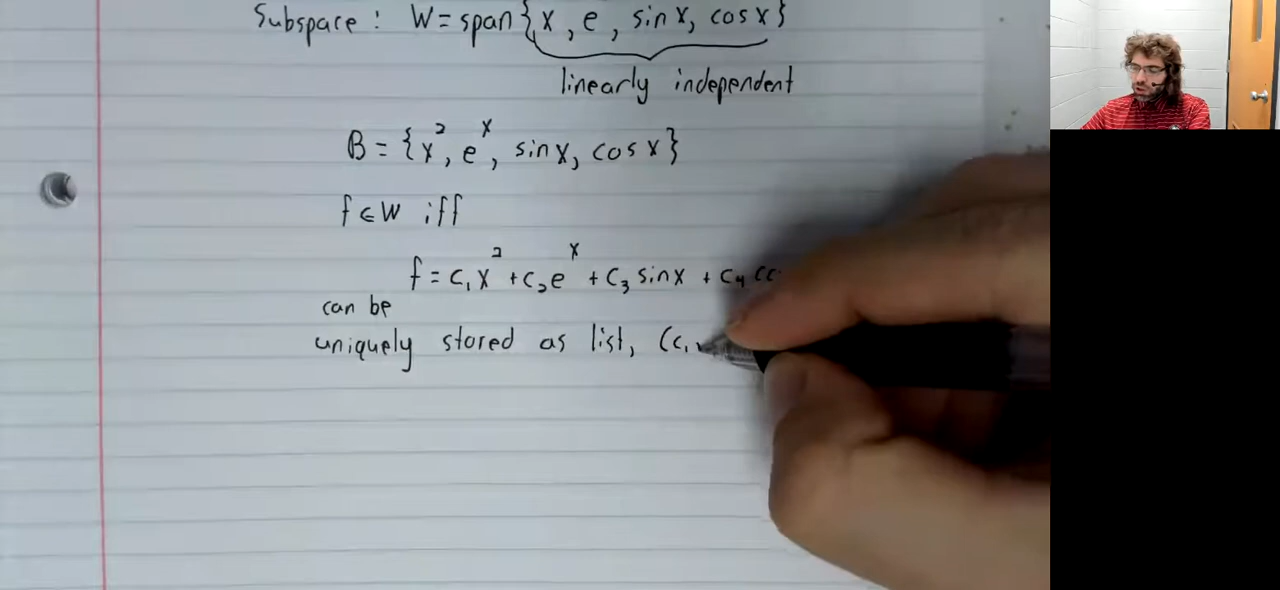 Subspace: W = span{x, e, sin x, cos x}
linearly independent
B = {x², eˣ, sin x, cos x}
f ∈ W iff
f = c₁x² + c₂eˣ + c₃ sin x + c₄
can be
uniquely stored as list, (c₁,